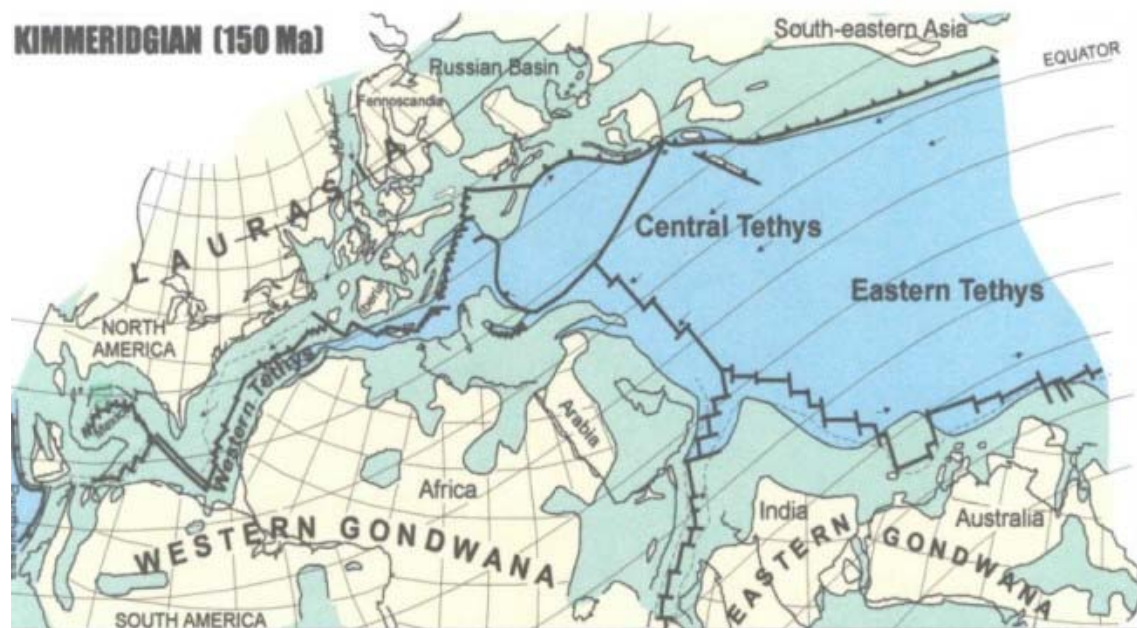 KIMMERIDGIAN (150 Ma)
South-eastern Asia
EQUATOR
Russian Basin
Fennoscandia
LAURASIA
Central Tethys
Eastern Tethys
Iberia
NORTH
AMERICA
Western Tethys
Arabia
Africa
India
Australia
WESTERN GONDWANA
EASTERN GONDWANA
SOUTH AMERICA